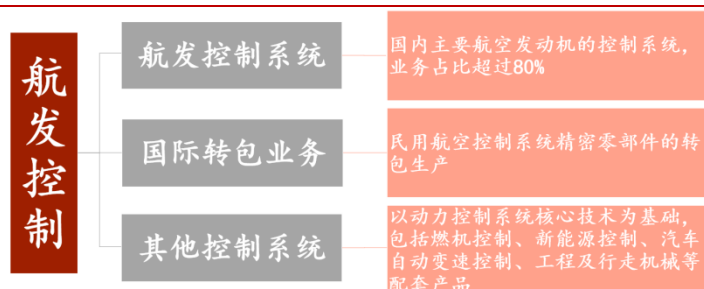 航发控制
航发控制系统
国内主要航空发动机的控制系统，
业务占比超过80%
国际转包业务
民用航空控制系统精密零部件的转
包生产
其他控制系统
以动力控制系统核心技术为基础，
包括燃机控制、新能源控制、汽车
自动变速控制、工程及行走机械等
配套产品